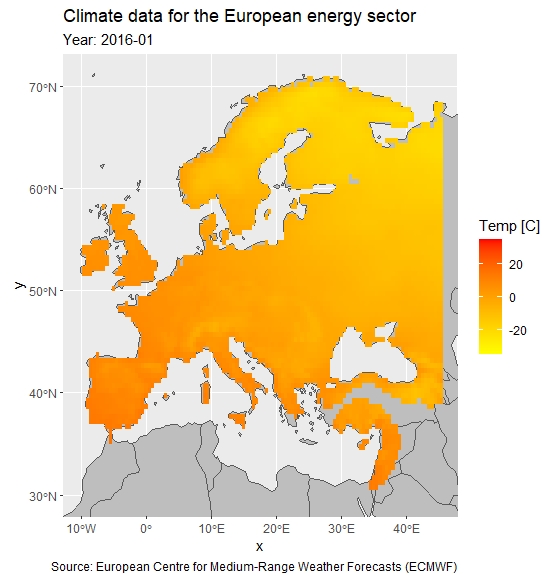 Climate data for the European energy sector
Year: 2016-01
70°N
60°N
50°N
40°N
30°N
y
10°W 0° 10°E 20°E 30°E 40°E
x
Temp [C]
20
0
-20
Source: European Centre for Medium-Range Weather Forecasts (ECMWF)